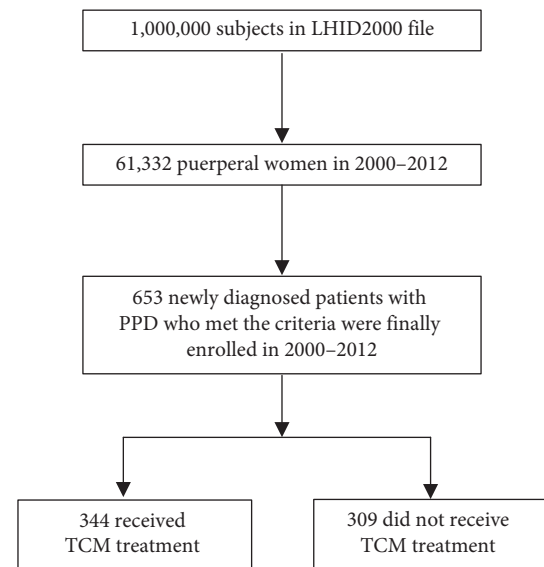 1,000,000 subjects in LHID2000 file
61,332 puerperal women in 2000–2012
653 newly diagnosed patients with
PPD who met the criteria were finally
enrolled in 2000–2012
344 received
TCM treatment
309 did not receive
TCM treatment